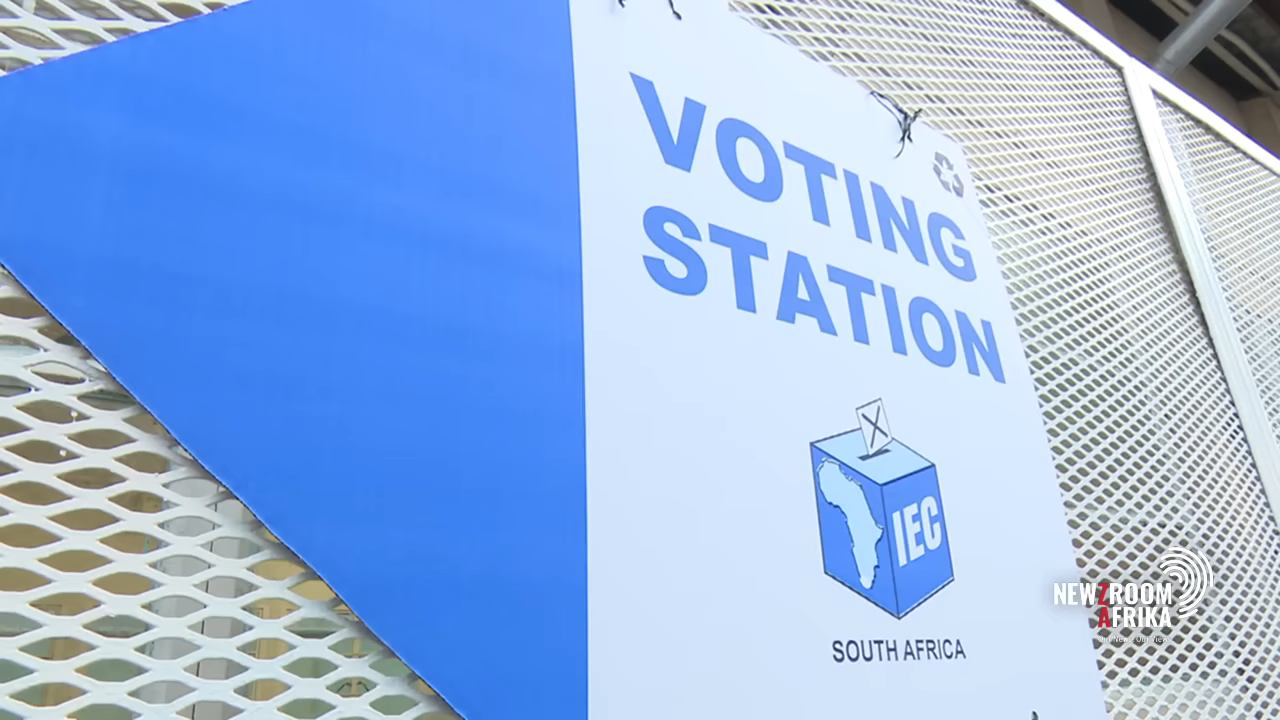 VOTING
STATION
X
IEC
SOUTH AFRICA
NEWZROOM
AFRIKA